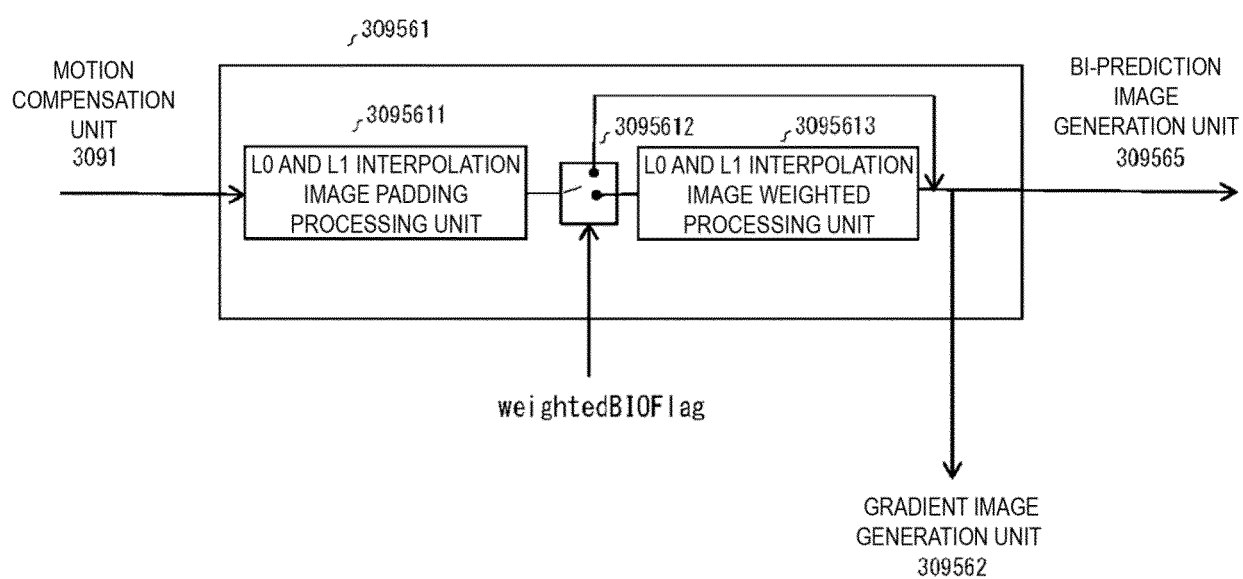 309561
MOTION
COMPENSATION
UNIT
3091
BI-PREDICTION
IMAGE
GENERATION UNIT
309565
3095611
3095612
3095613
L0 AND L1 INTERPOLATION
IMAGE PADDING
PROCESSING UNIT
L0 AND L1 INTERPOLATION
IMAGE WEIGHTED
PROCESSING UNIT
weightedBIOFlag
GRADIENT IMAGE
GENERATION UNIT
309562